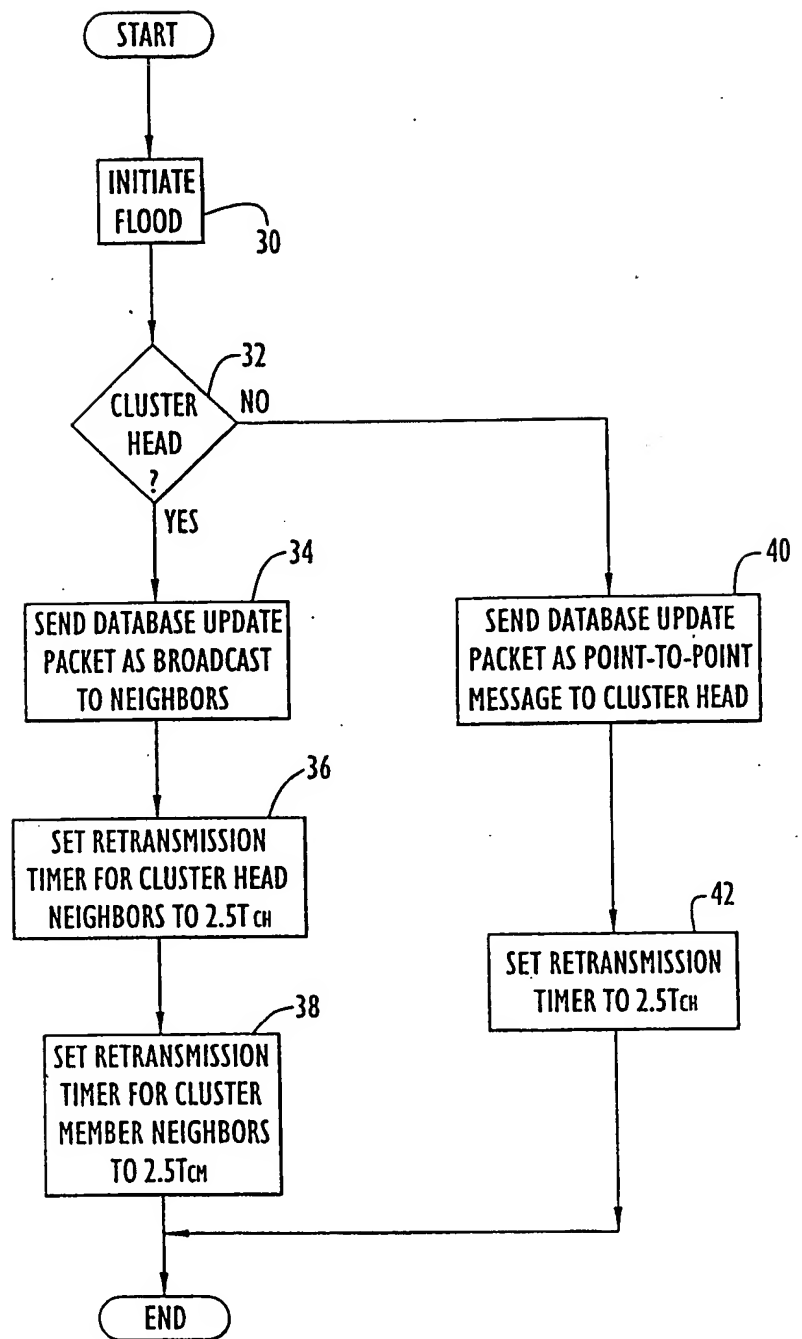 START
INITIATE
FLOOD
30
32
CLUSTER
HEAD
?
NO
YES
34
SEND DATABASE UPDATE
PACKET AS BROADCAST
TO NEIGHBORS
40
SEND DATABASE UPDATE
PACKET AS POINT-TO-POINT
MESSAGE TO CLUSTER HEAD
36
SET RETRANSMISSION
TIMER FOR CLUSTER HEAD
NEIGHBORS TO 2.5TCH
42
SET RETRANSMISSION
TIMER TO 2.5TCH
38
SET RETRANSMISSION
TIMER FOR CLUSTER
MEMBER NEIGHBORS
TO 2.5TCM
END